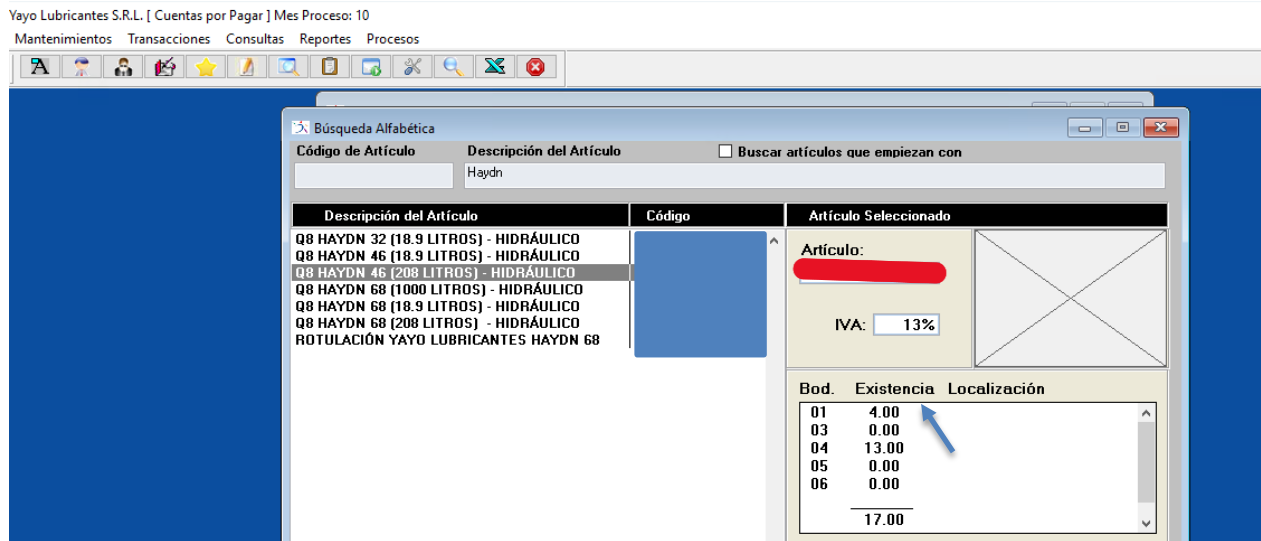 Yayo Lubricantes S.R.L. [ Cuentas por Pagar ] Mes Proceso: 10
Mantenimientos Transacciones Consultas Reportes Procesos
Búsqueda Alfabética
Código de Artículo Descripción del Artículo Buscar artículos que empiezan con
Haydn
Descripción del Artículo Código Artículo Seleccionado
Q8 HAYDN 32 (18.9 LITROS) - HIDRÁULICO
Q8 HAYDN 46 (18.9 LITROS) - HIDRÁULICO
Q8 HAYDN 46 (208 LITROS) - HIDRÁULICO
Q8 HAYDN 68 (1000 LITROS) - HIDRÁULICO
Q8 HAYDN 68 (18.9 LITROS) - HIDRÁULICO
Q8 HAYDN 68 (208 LITROS)  - HIDRÁULICO
ROTULACIÓN YAYO LUBRICANTES HAYDN 68
Artículo:
IVA: 13%
Bod. Existencia Localización
01 4.00
03 0.00
04 13.00
05 0.00
06 0.00
17.00